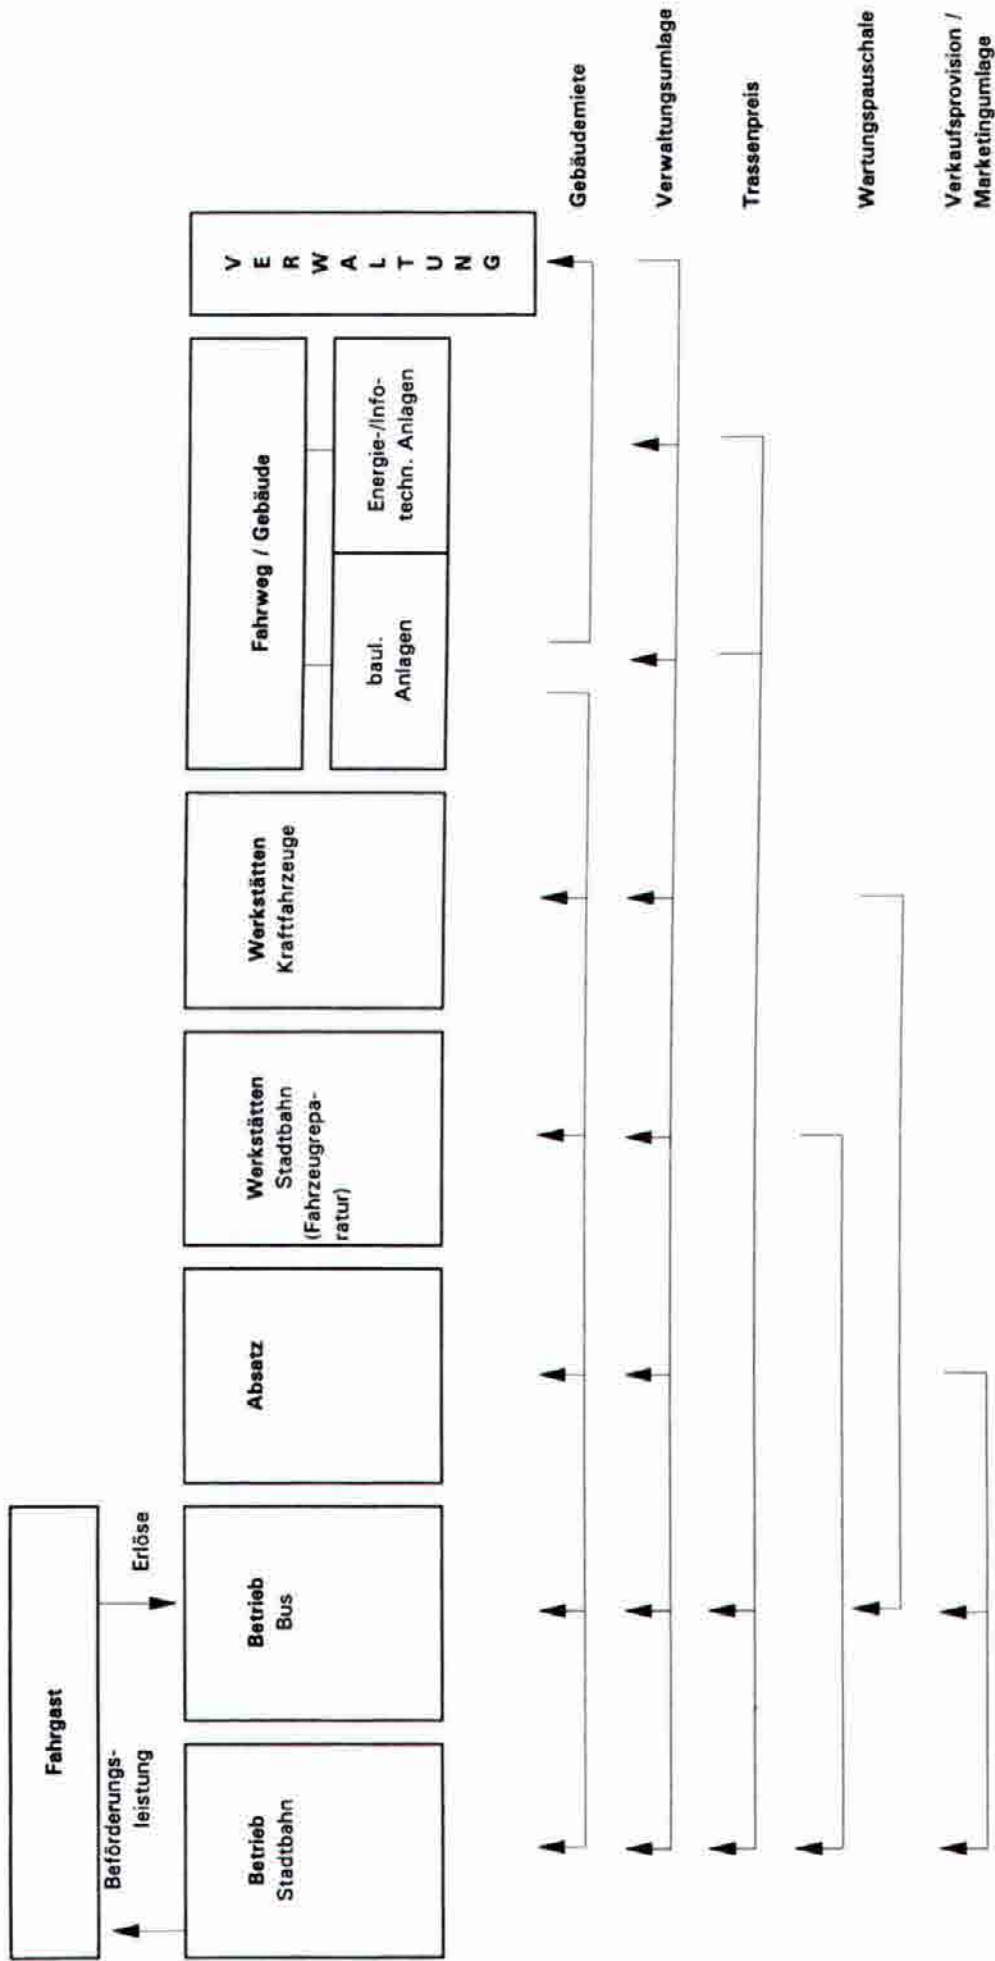 Fahrgast
Beförderungs-
leistung
Erlöse
Betrieb
Stadtbahn
Betrieb
Bus
Absatz
Werkstätten
Stadtbahn
(Fahrzeugrepa-
ratur)
Werkstätten
Kraftfahrzeuge
Fahrweg / Gebäude
baul.
Anlagen
Energie-/Info-
techn. Anlagen
VERWALTUNG
Gebäudemiete
Verwaltungsumlage
Trassenpreis
Wartungspauschale
Verkaufsprovision /
Marketingumlage